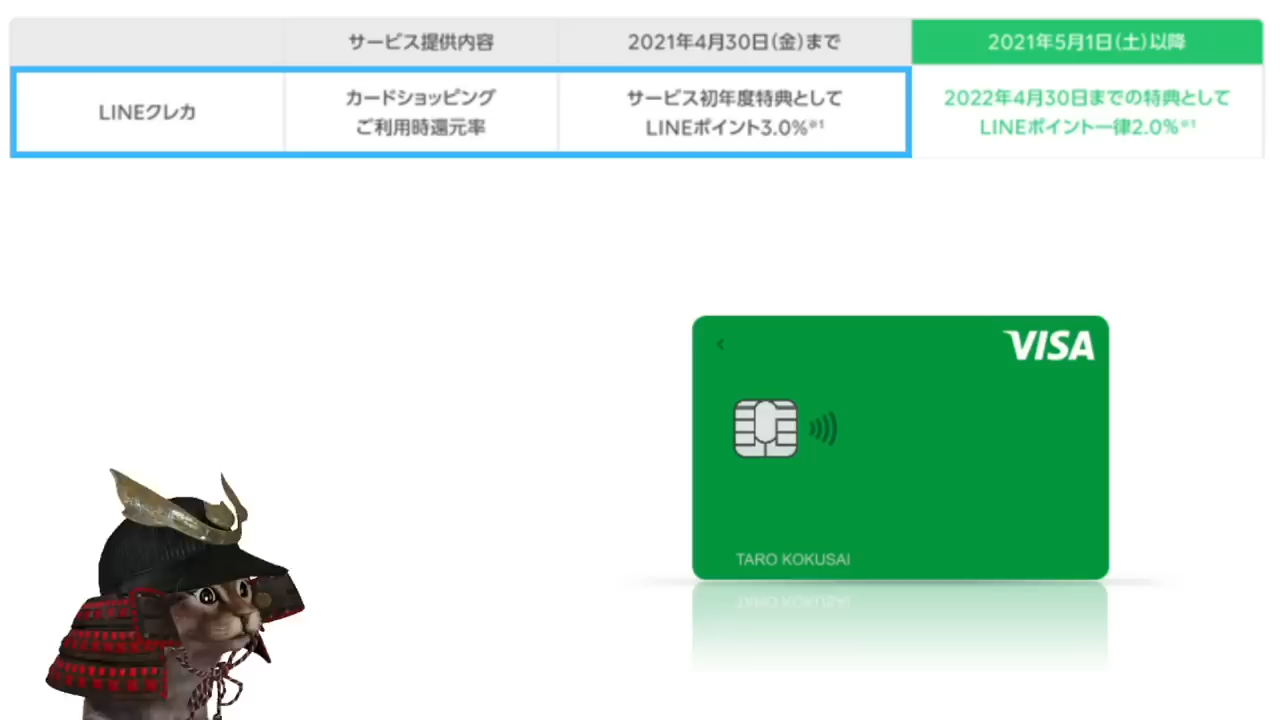 サービス提供内容
2021年4月30日(金)まで
2021年5月1日(土)以降
LINEクレカ
カードショッピング
ご利用時還元率
サービス初年度特典として
LINEポイント3.0%※1
2022年4月30日までの特典として
LINEポイント一律2.0%※1
VISA
TARO KOKUSAI